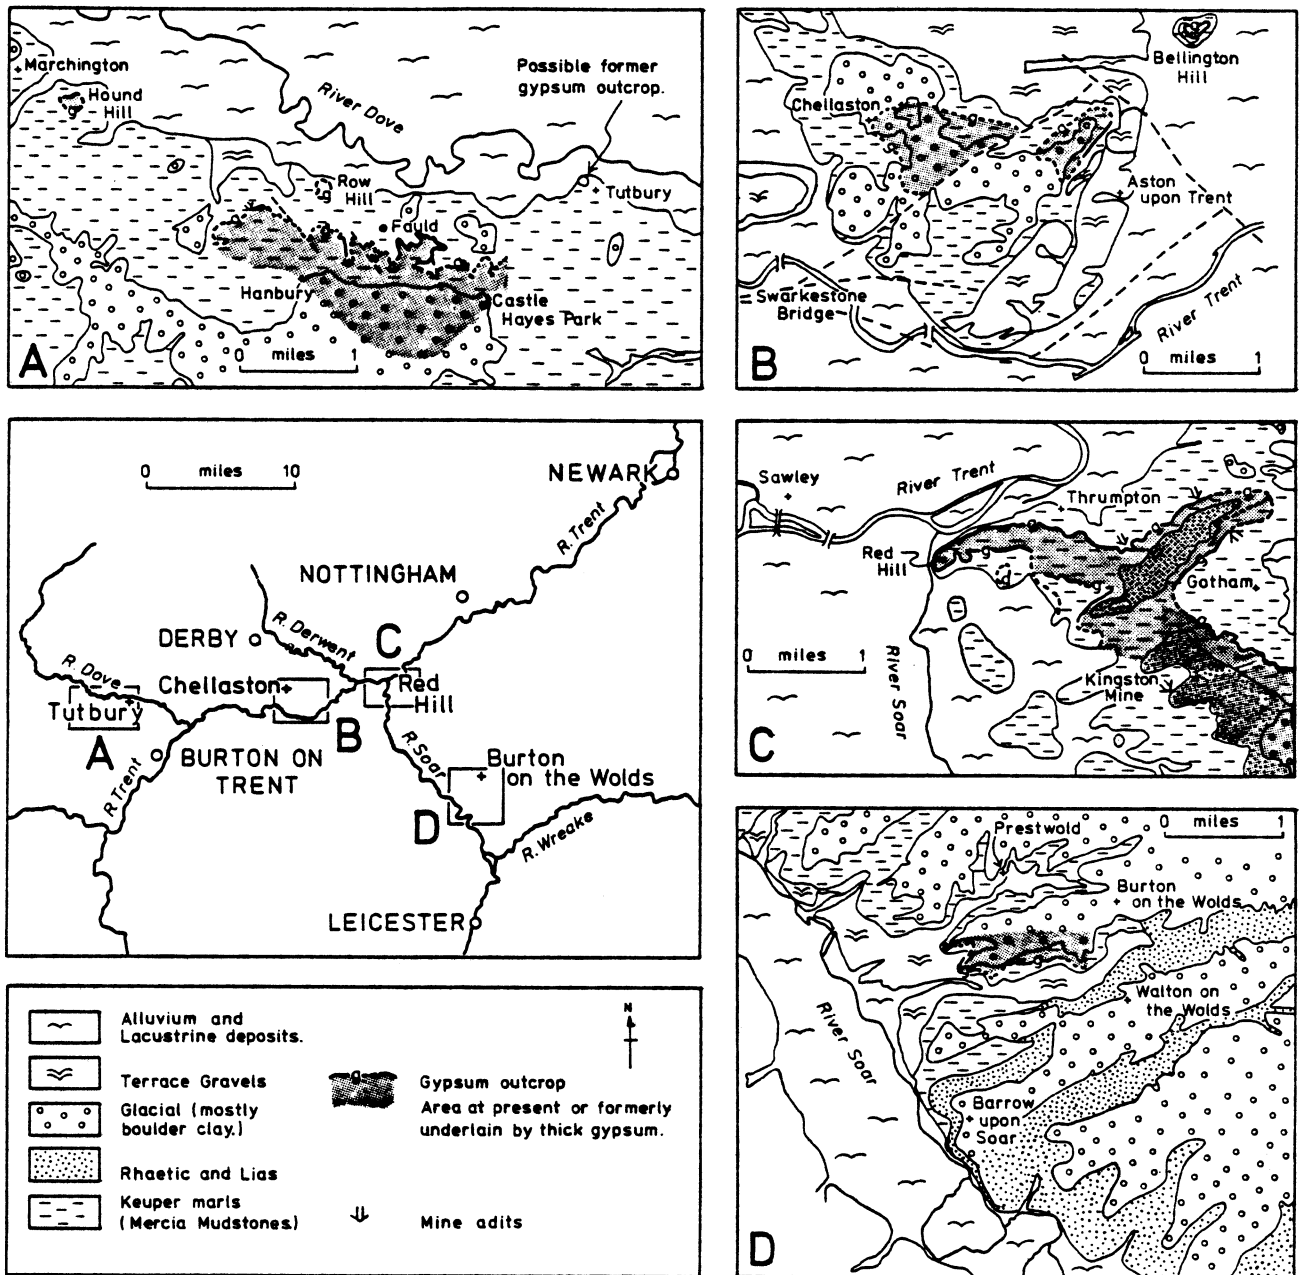 Marchington
Hound
Hill
g
River Dove
Possible former
gypsum outcrop.
Row
Hill
g
Tutbury
g
g
Fauld
g
Hanbury
Castle
Hayes Park
0 miles 1
A
Bellington
Hill
g
Chellaston
g
g
Aston
upon Trent
Swarkestone
Bridge
River Trent
0 miles 1
B
0 miles 10
NEWARK
R. Trent
NOTTINGHAM
DERBY
R. Derwent
C
R. Dove
Chellaston
Red
Hill
Tutbury
A
B
BURTON ON
TRENT
R. Trent
R. Soar
Burton
on the Wolds
D
R. Wreake
LEICESTER
Sawley
River Trent
Thrumpton
g
g
g
Red
Hill
g
d
g
Gotham
0 miles 1
River Soar
Kingston
Mine
C
Prestwold
0 miles 1
Burton
on the Wolds
g
River Soar
Walton on
the Wolds
Barrow
upon
Soar
D
N
Alluvium and
Lacustrine deposits.
Terrace Gravels
Glacial (mostly
boulder clay.)
Rhaetic and Lias
Keuper marls
(Mercia Mudstones)
g
Gypsum outcrop
Area at present or formerly
underlain by thick gypsum.
Mine adits